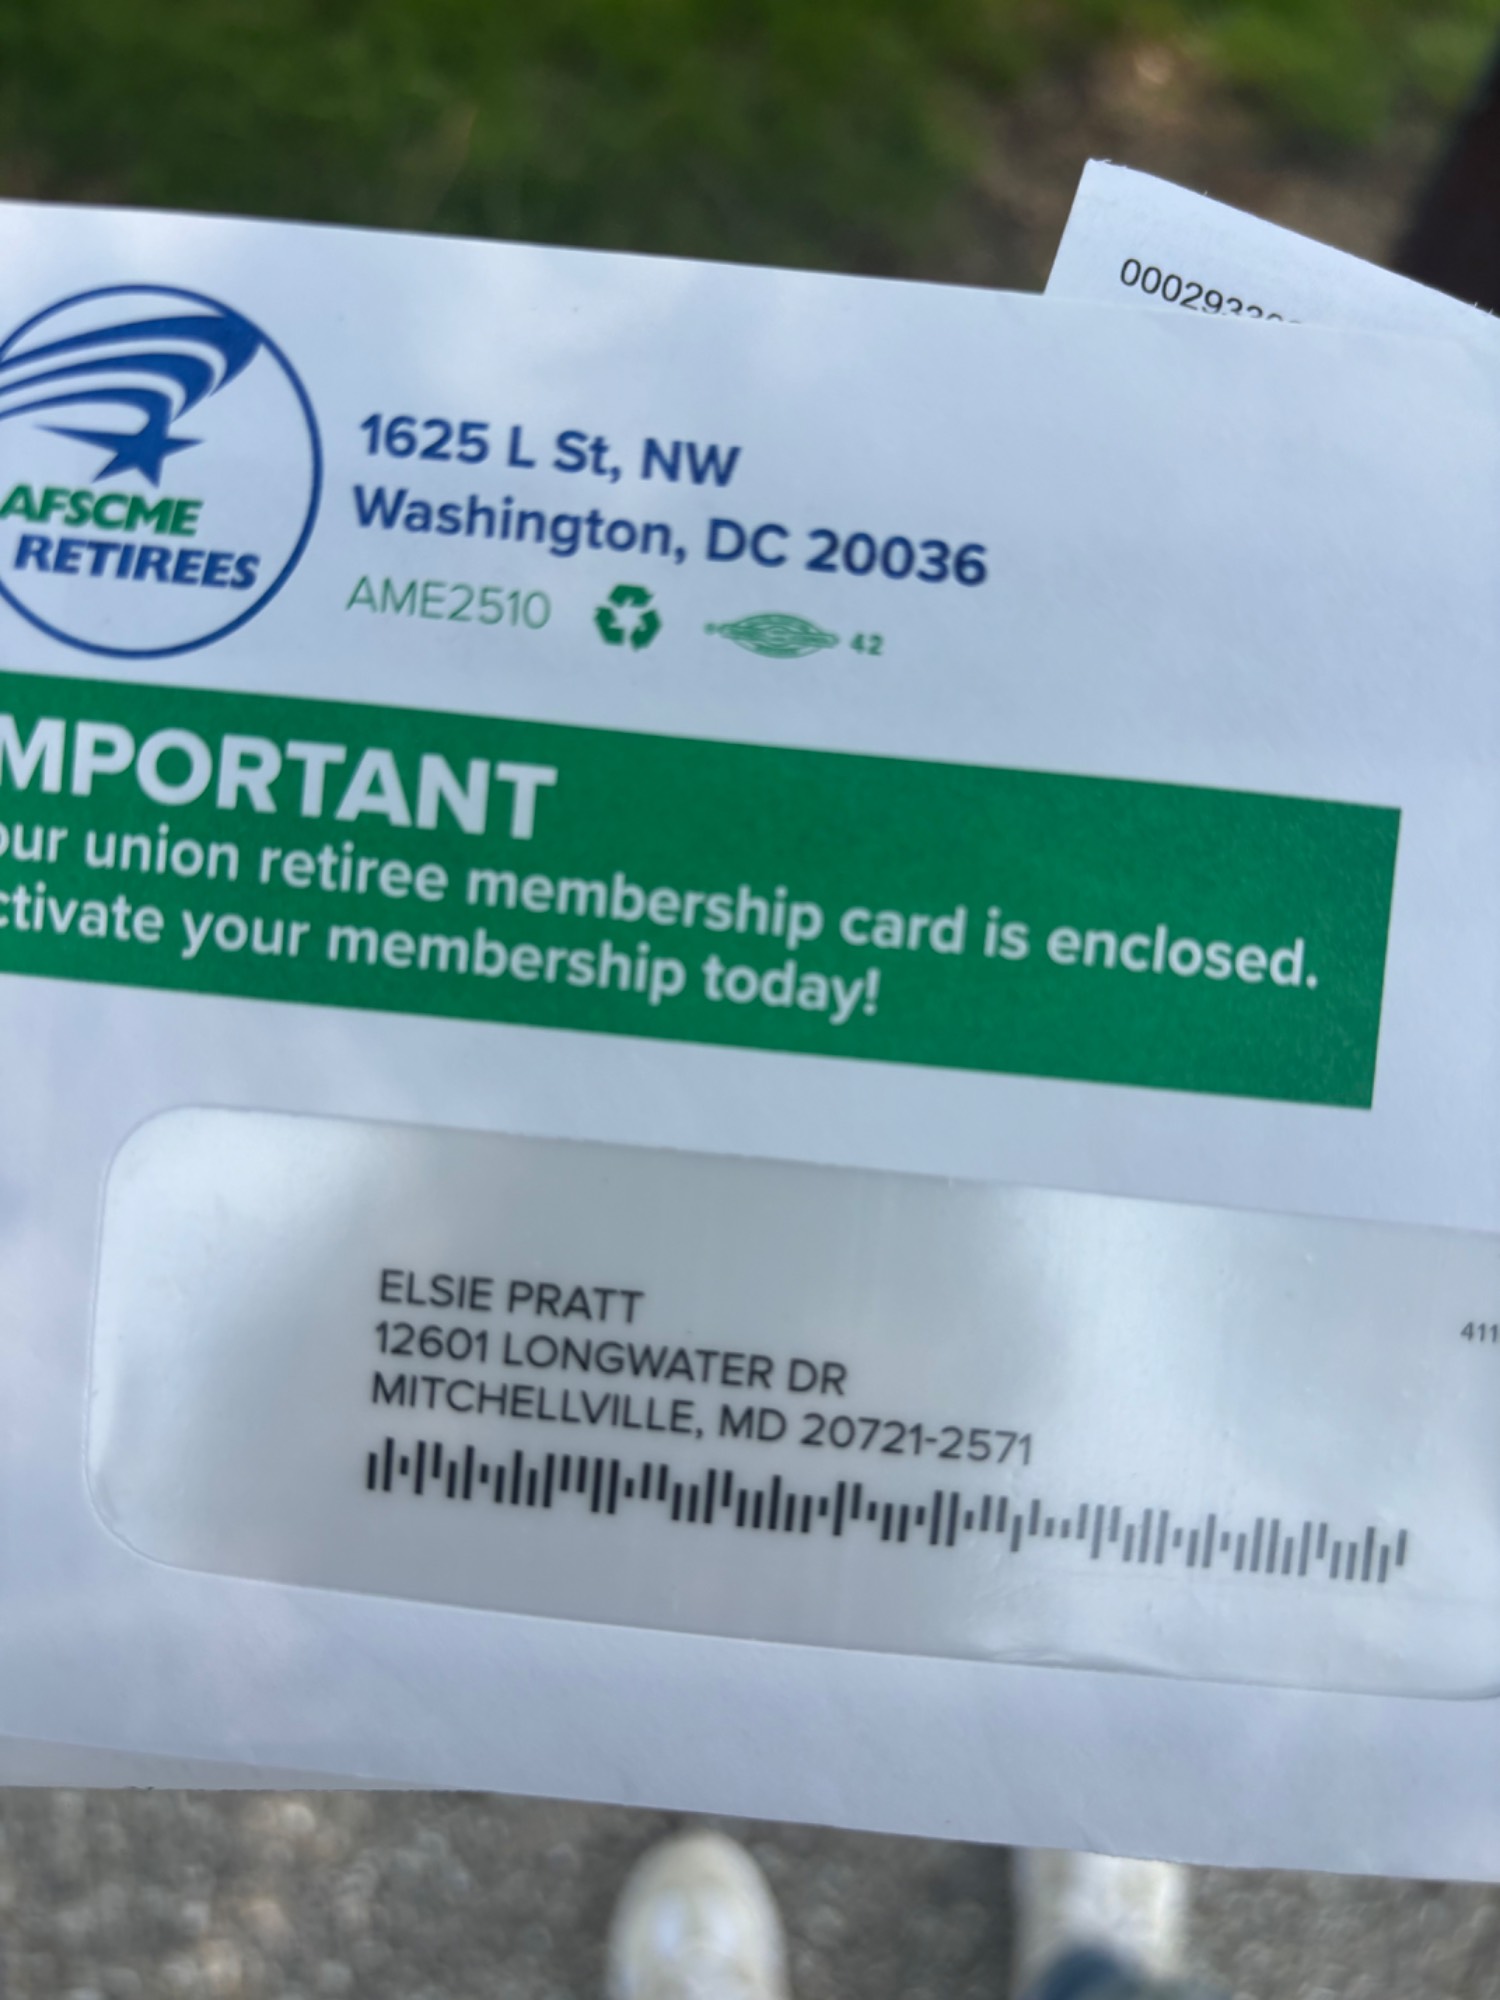 00029332
1625 L St, NW
Washington, DC 20036
AFSCME
RETIREES
AME2510
42
MPORTANT
our union retiree membership card is enclosed.
ctivate your membership today!
ELSIE PRATT
12601 LONGWATER DR
MITCHELLVILLE, MD 20721-2571
411